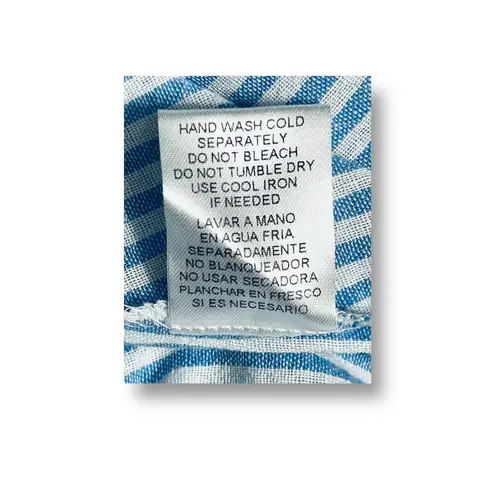 HAND WASH COLD
SEPARATELY
DO NOT BLEACH
DO NOT TUMBLE DRY
USE COOL IRON
IF NEEDED
LAVAR A MANO
EN AGUA FRIA
SEPARADAMENTE
NO BLANQUEADOR
NO USAR SECADORA
PLANCHAR EN FRESCO
SI ES NECESARIO